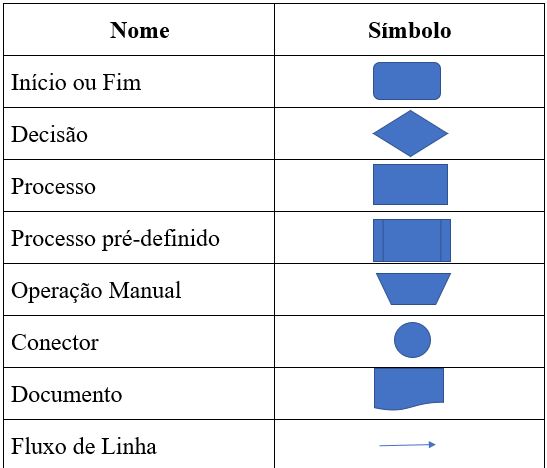 Nome Símbolo
Início ou Fim
Decisão
Processo
Processo pré-definido
Operação Manual
Conector
Documento
Fluxo de Linha